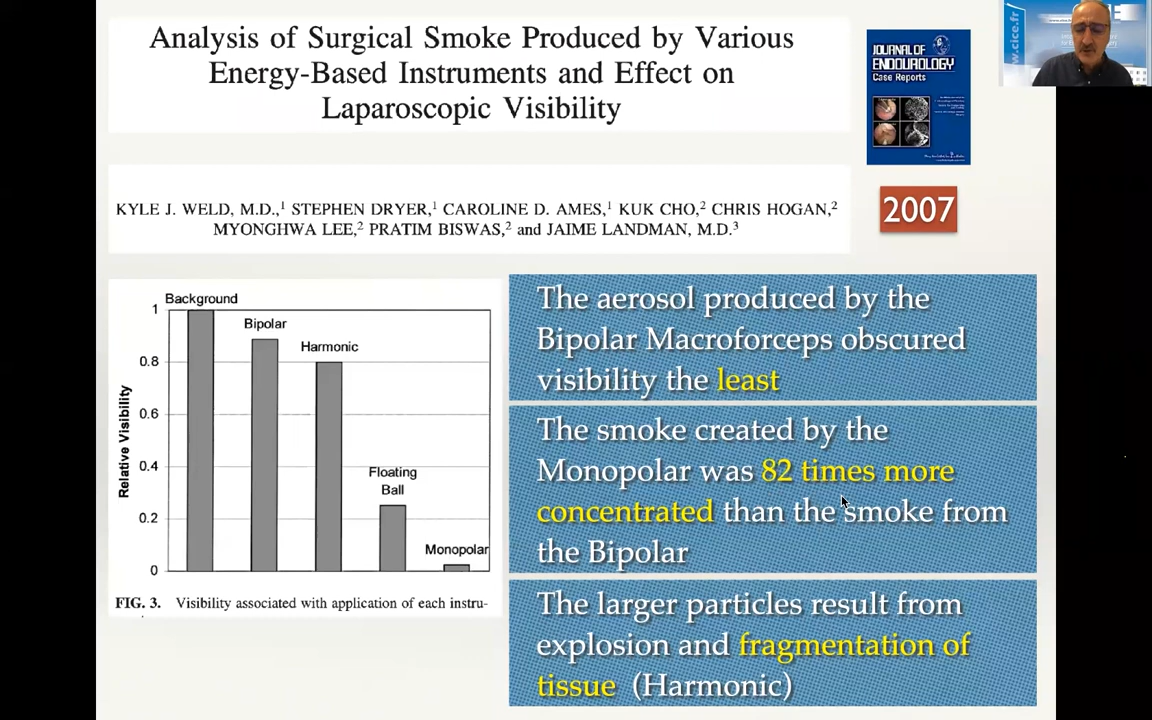 Analysis of Surgical Smoke Produced by Various
Energy-Based Instruments and Effect on
Laparoscopic Visibility
JOURNAL OF
ENDOUROLOGY
Case Reports
www.cice.fr
KYLE J. WELD, M.D.,¹ STEPHEN DRYER,¹ CAROLINE D. AMES,¹ KUK CHO,² CHRIS HOGAN,²
MYONGHWA LEE,² PRATIM BISWAS,² and JAIME LANDMAN, M.D.³
2007
Background
Bipolar
Harmonic
Floating
Ball
Monopolar
1
0.8
0.6
0.4
0.2
0
Relative Visibility
FIG. 3. Visibility associated with application of each instru-
The aerosol produced by the
Bipolar Macroforceps obscured
visibility the least
The smoke created by the
Monopolar was 82 times more
concentrated than the smoke from
the Bipolar
The larger particles result from
explosion and fragmentation of
tissue (Harmonic)